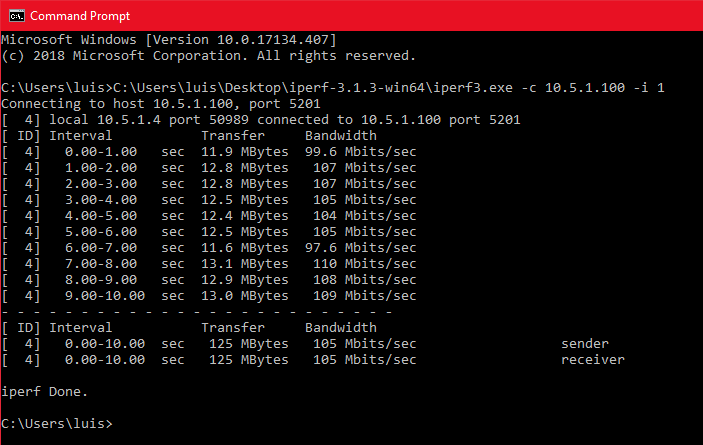 Command Prompt
Microsoft Windows [Version 10.0.17134.407]
(c) 2018 Microsoft Corporation. All rights reserved.
C:\Users\luis>C:\Users\luis\Desktop\iperf-3.1.3-win64\iperf3.exe -c 10.5.1.100 -i 1
Connecting to host 10.5.1.100, port 5201
[  4] local 10.5.1.4 port 50989 connected to 10.5.1.100 port 5201
[ ID] Interval           Transfer     Bandwidth
[  4]   0.00-1.00   sec  11.9 MBytes  99.6 Mbits/sec
[  4]   1.00-2.00   sec  12.8 MBytes   107 Mbits/sec
[  4]   2.00-3.00   sec  12.8 MBytes   107 Mbits/sec
[  4]   3.00-4.00   sec  12.5 MBytes   105 Mbits/sec
[  4]   4.00-5.00   sec  12.4 MBytes   104 Mbits/sec
[  4]   5.00-6.00   sec  12.5 MBytes   105 Mbits/sec
[  4]   6.00-7.00   sec  11.6 MBytes  97.6 Mbits/sec
[  4]   7.00-8.00   sec  13.1 MBytes   110 Mbits/sec
[  4]   8.00-9.00   sec  12.9 MBytes   108 Mbits/sec
[  4]   9.00-10.00  sec  13.0 MBytes   109 Mbits/sec
- - - - - - - - - - - - - - - - - - - - - - - - -
[ ID] Interval           Transfer     Bandwidth
[  4]   0.00-10.00  sec   125 MBytes   105 Mbits/sec                  sender
[  4]   0.00-10.00  sec   125 MBytes   105 Mbits/sec                  receiver
iperf Done.
C:\Users\luis>